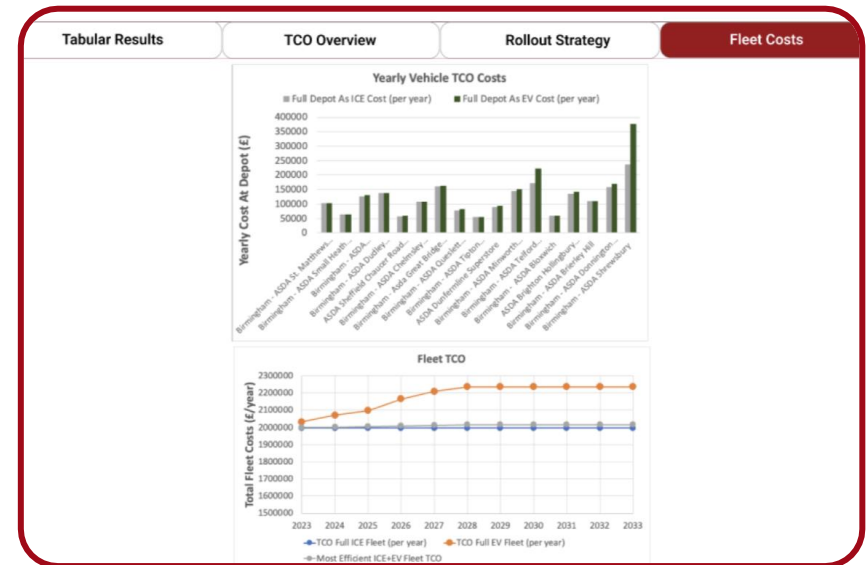 Tabular Results
TCO Overview
Rollout Strategy
Fleet Costs
Yearly Vehicle TCO Costs
Full Depot As ICE Cost (per year)
Full Depot As EV Cost (per year)
Yearly Cost At Depot (£)
400000
350000
300000
250000
200000
150000
100000
50000
0
Birmingham - ASDA St. Matthews...
Birmingham - ASDA Small Heath...
Birmingham - ASDA...
Birmingham - ASDA Dudley...
ASDA Sheffield Chaucer Road...
Birmingham - ASDA Chelmsley...
Birmingham - Asda Great Bridge...
Birmingham - ASDA Queslett...
Birmingham - ASDA Tipton...
ASDA Dunfermline Superstore
Birmingham - ASDA Minworth...
Birmingham - ASDA Telford...
Birmingham - ASDA Bloxwich
ASDA Brighton Hollingbury...
Birmingham - ASDA Brierley Hill
Birmingham - ASDA Donnington...
Birmingham - ASDA Shrewsbury
Fleet TCO
Total Fleet Costs (£/year)
2300000
2200000
2100000
2000000
1900000
1800000
1700000
1600000
1500000
2023 2024 2025 2026 2027 2028 2029 2030 2031 2032 2033
TCO Full ICE Fleet (per year)
TCO Full EV Fleet (per year)
Most Efficient ICE+EV Fleet TCO